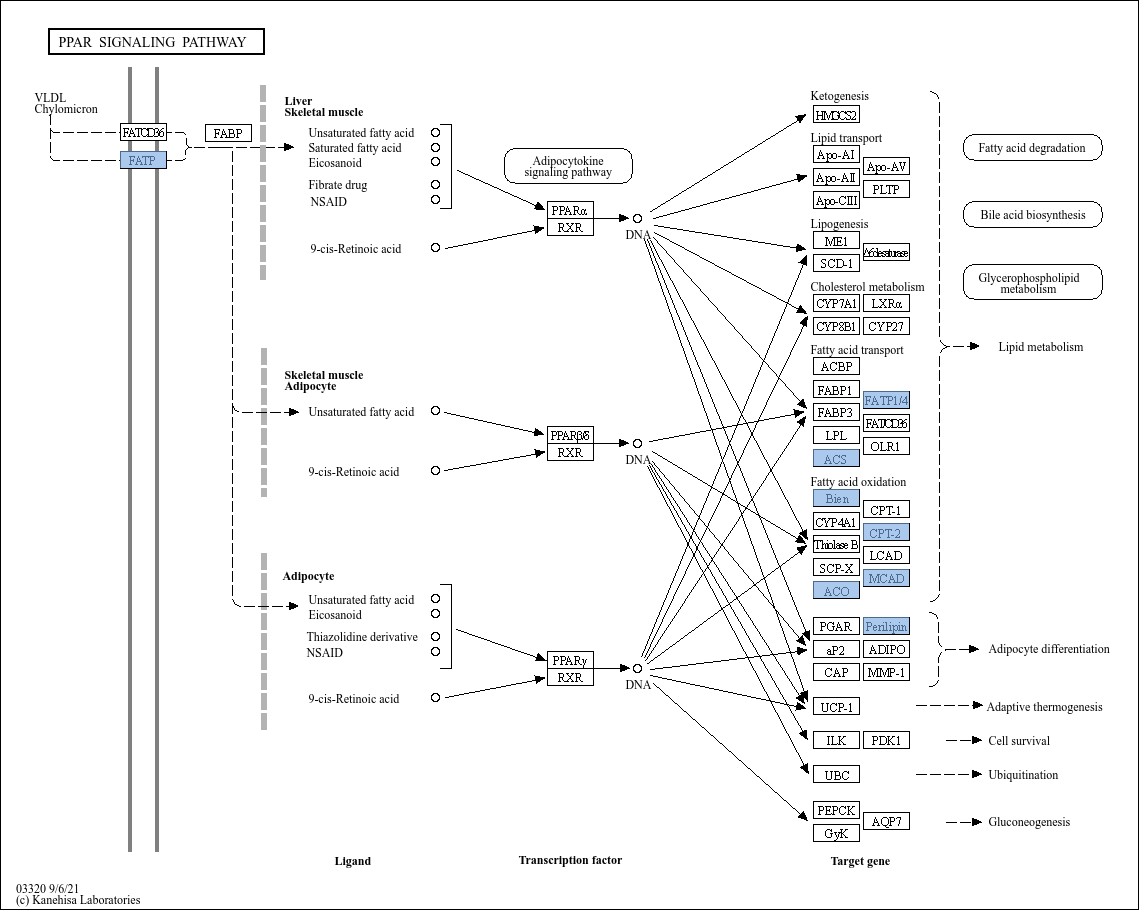 PPAR SIGNALING PATHWAY
VLDL
Chylomicron
FAT/CD36
FATP
FABP
Liver
Skeletal muscle
Unsaturated fatty acid
Saturated fatty acid
Eicosanoid
Fibrate drug
NSAID
9-cis-Retinoic acid
Adipocytokine
signaling pathway
PPARα
RXR
DNA
Skeletal muscle
Adipocyte
Unsaturated fatty acid
9-cis-Retinoic acid
PPARβ/δ
RXR
DNA
Adipocyte
Unsaturated fatty acid
Eicosanoid
Thiazolidine derivative
NSAID
9-cis-Retinoic acid
PPARγ
RXR
DNA
Ketogenesis
HMGCS2
Lipid transport
Apo-AI
Apo-AV
Apo-AII
PLTP
Apo-CIII
Lipogenesis
ME1
SCD-1
Cholesterol metabolism
CYP7A1
LXRα
CYP8B1
CYP27
Fatty acid transport
ACBP
FABP1
FATP1/4
FABP3
FAT/CD36
LPL
OLR1
ACS
Fatty acid oxidation
Bien
CPT-1
CYP4A1
CPT-2
Thiolase B
LCAD
SCP-X
MCAD
ACO
PGAR
Perilipin
aP2
ADIPO
CAP
MMP-1
UCP-1
ILK
PDK1
UBC
PEPCK
AQP7
GyK
Fatty acid degradation
Bile acid biosynthesis
Glycerophospholipid
metabolism
Lipid metabolism
Adipocyte differentiation
Adaptive thermogenesis
Cell survival
Ubiquitination
Gluconeogenesis
Ligand
Transcription factor
Target gene
03320 9/6/21
(c) Kanehisa Laboratories